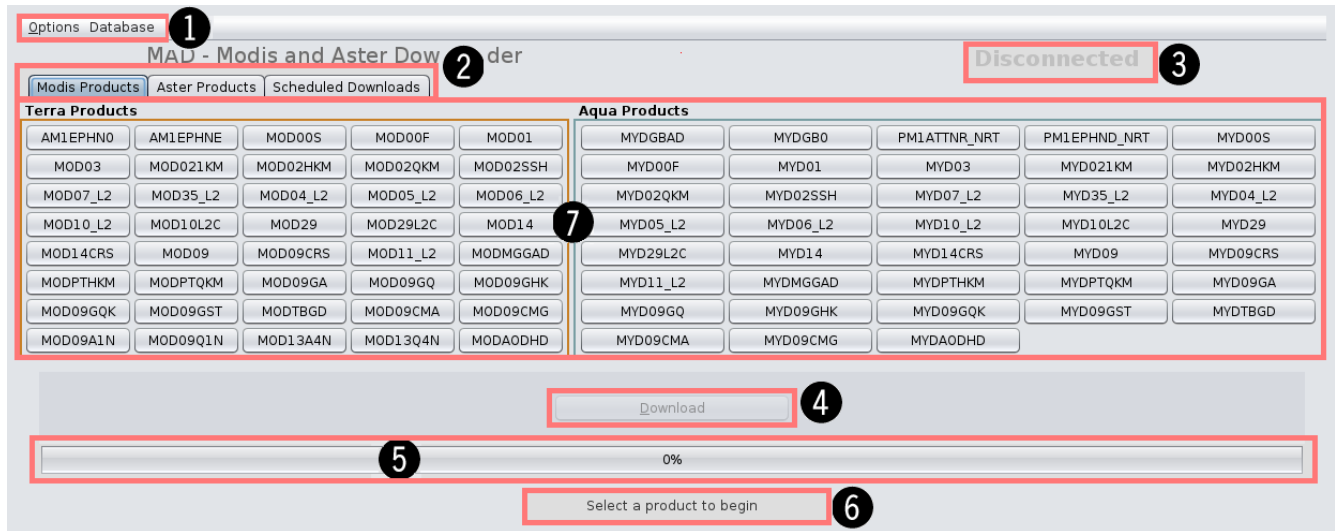 Options Database 1
MAD - Modis and Aster Dow der
2
Disconnected 3
Modis Products Aster Products Scheduled Downloads
Terra Products
AM1EPHN0 AM1EPHNE MOD00S MOD00F MOD01
MOD03 MOD021KM MOD02HKM MOD02QKM MOD02SSH
MOD07_L2 MOD35_L2 MOD04_L2 MOD05_L2 MOD06_L2
MOD10_L2 MOD10L2C MOD29 MOD29L2C MOD14
MOD14CRS MOD09 MOD09CRS MOD11_L2 MODMGGAD
MODPTHKM MODPTQKM MOD09GA MOD09GQ MOD09GHK
MOD09GQK MOD09GST MODTBGD MOD09CMA MOD09CMG
MOD09A1N MOD09Q1N MOD13A4N MOD13Q4N MODAODHD
7
Aqua Products
MYDGBAD MYDGB0 PM1ATTNR_NRT PM1EPHND_NRT MYD00S
MYD00F MYD01 MYD03 MYD021KM MYD02HKM
MYD02QKM MYD02SSH MYD07_L2 MYD35_L2 MYD04_L2
MYD05_L2 MYD06_L2 MYD10_L2 MYD10L2C MYD29
MYD29L2C MYD14 MYD14CRS MYD09 MYD09CRS
MYD11_L2 MYDMGGAD MYDPTHKM MYDPTQKM MYD09GA
MYD09GQ MYD09GHK MYD09GQK MYD09GST MYDTBGD
MYD09CMA MYD09CMG MYDAODHD
Download 4
5 0%
Select a product to begin 6